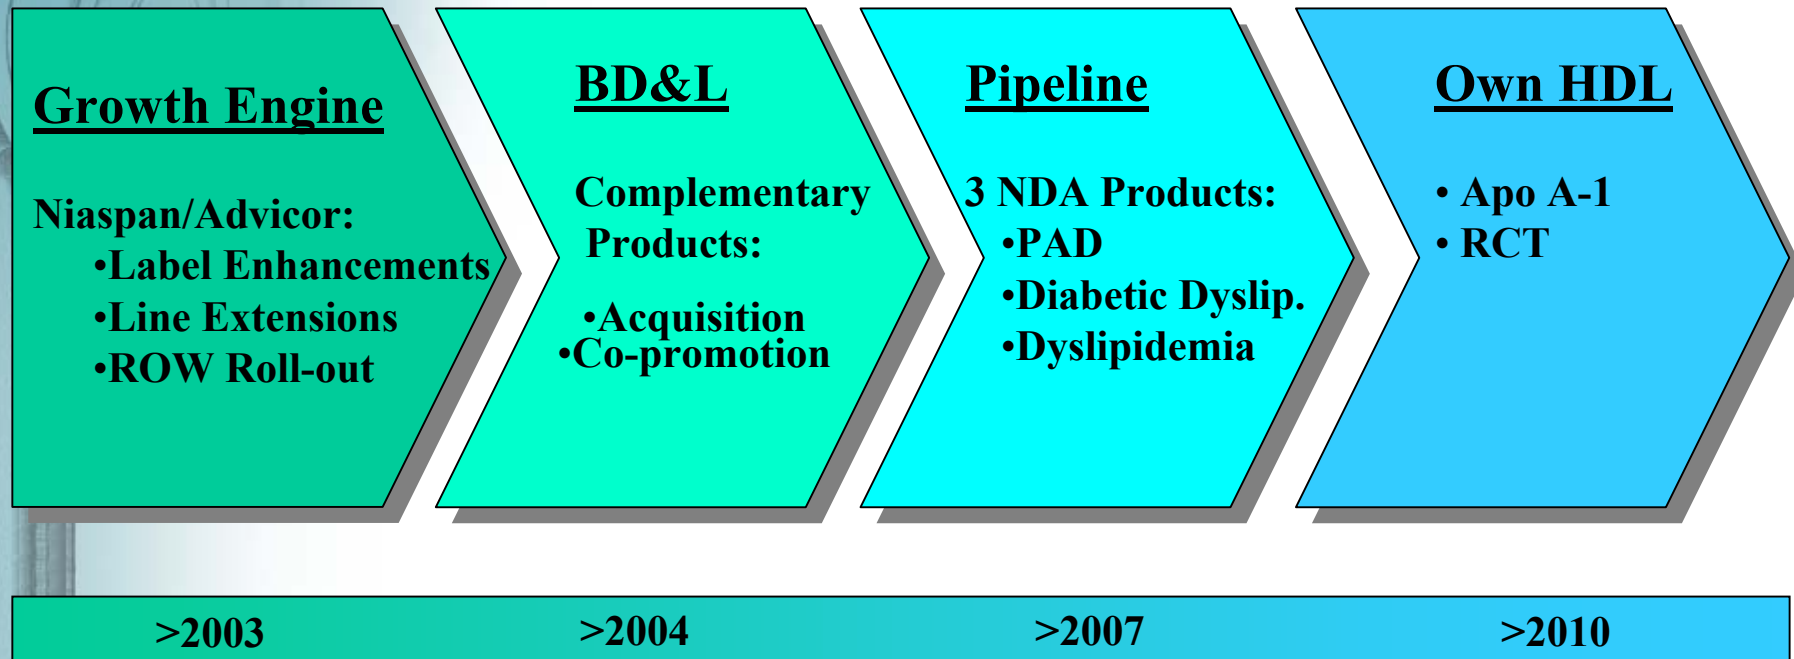 Growth Engine
Niaspan/Advicor:
•Label Enhancements
•Line Extensions
•ROW Roll-out
BD&L
Complementary
Products:
•Acquisition
•Co-promotion
Pipeline
3 NDA Products:
•PAD
•Diabetic Dyslip.
•Dyslipidemia
Own HDL
• Apo A-1
• RCT
>2003
>2004
>2007
>2010